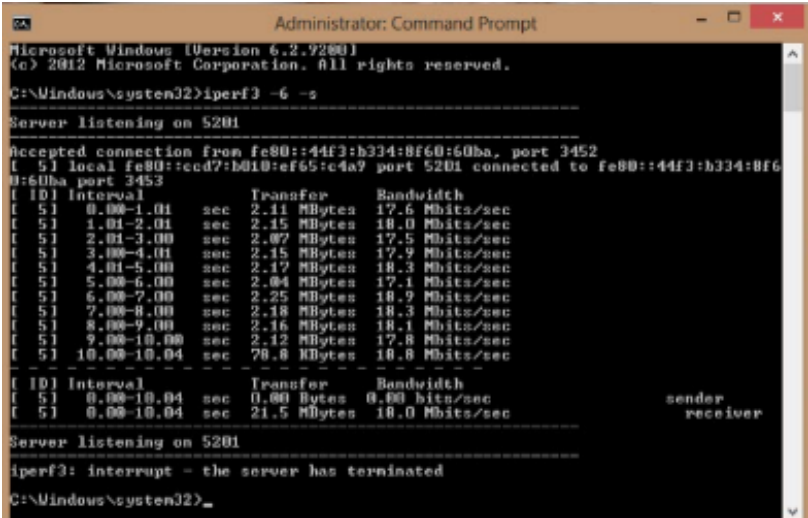 Administrator: Command Prompt
Microsoft Windows [Version 6.2.9200]
(c) 2012 Microsoft Corporation. All rights reserved.
C:\Windows\system32>iperf3 -6 -s
-----------------------------------------------------------
Server listening on 5201
-----------------------------------------------------------
Accepted connection from fe80::44f3:b334:8f60:60ba, port 3452
[  5] local fe80::ccd7:b010:ef65:c4a9 port 5201 connected to fe80::44f3:b334:8f6
0:60ba port 3453
[ ID] Interval           Transfer     Bandwidth
[  5]   0.00-1.01   sec  2.11 MBytes  17.6 Mbits/sec
[  5]   1.01-2.01   sec  2.15 MBytes  18.0 Mbits/sec
[  5]   2.01-3.00   sec  2.07 MBytes  17.5 Mbits/sec
[  5]   3.00-4.01   sec  2.15 MBytes  17.9 Mbits/sec
[  5]   4.01-5.00   sec  2.17 MBytes  18.3 Mbits/sec
[  5]   5.00-6.00   sec  2.04 MBytes  17.1 Mbits/sec
[  5]   6.00-7.00   sec  2.25 MBytes  18.9 Mbits/sec
[  5]   7.00-8.00   sec  2.18 MBytes  18.3 Mbits/sec
[  5]   8.00-9.00   sec  2.16 MBytes  18.1 Mbits/sec
[  5]   9.00-10.00  sec  2.12 MBytes  17.8 Mbits/sec
[  5]  10.00-10.04  sec  78.8 KBytes  18.8 Mbits/sec
- - - - - - - - - - - - - - - - - - - - - - - - -
[ ID] Interval           Transfer     Bandwidth
[  5]   0.00-10.04  sec  0.00 Bytes  0.00 bits/sec                  sender
[  5]   0.00-10.04  sec  21.5 MBytes  18.0 Mbits/sec                  receiver
-----------------------------------------------------------
Server listening on 5201
-----------------------------------------------------------
iperf3: interrupt - the server has terminated
C:\Windows\system32>_